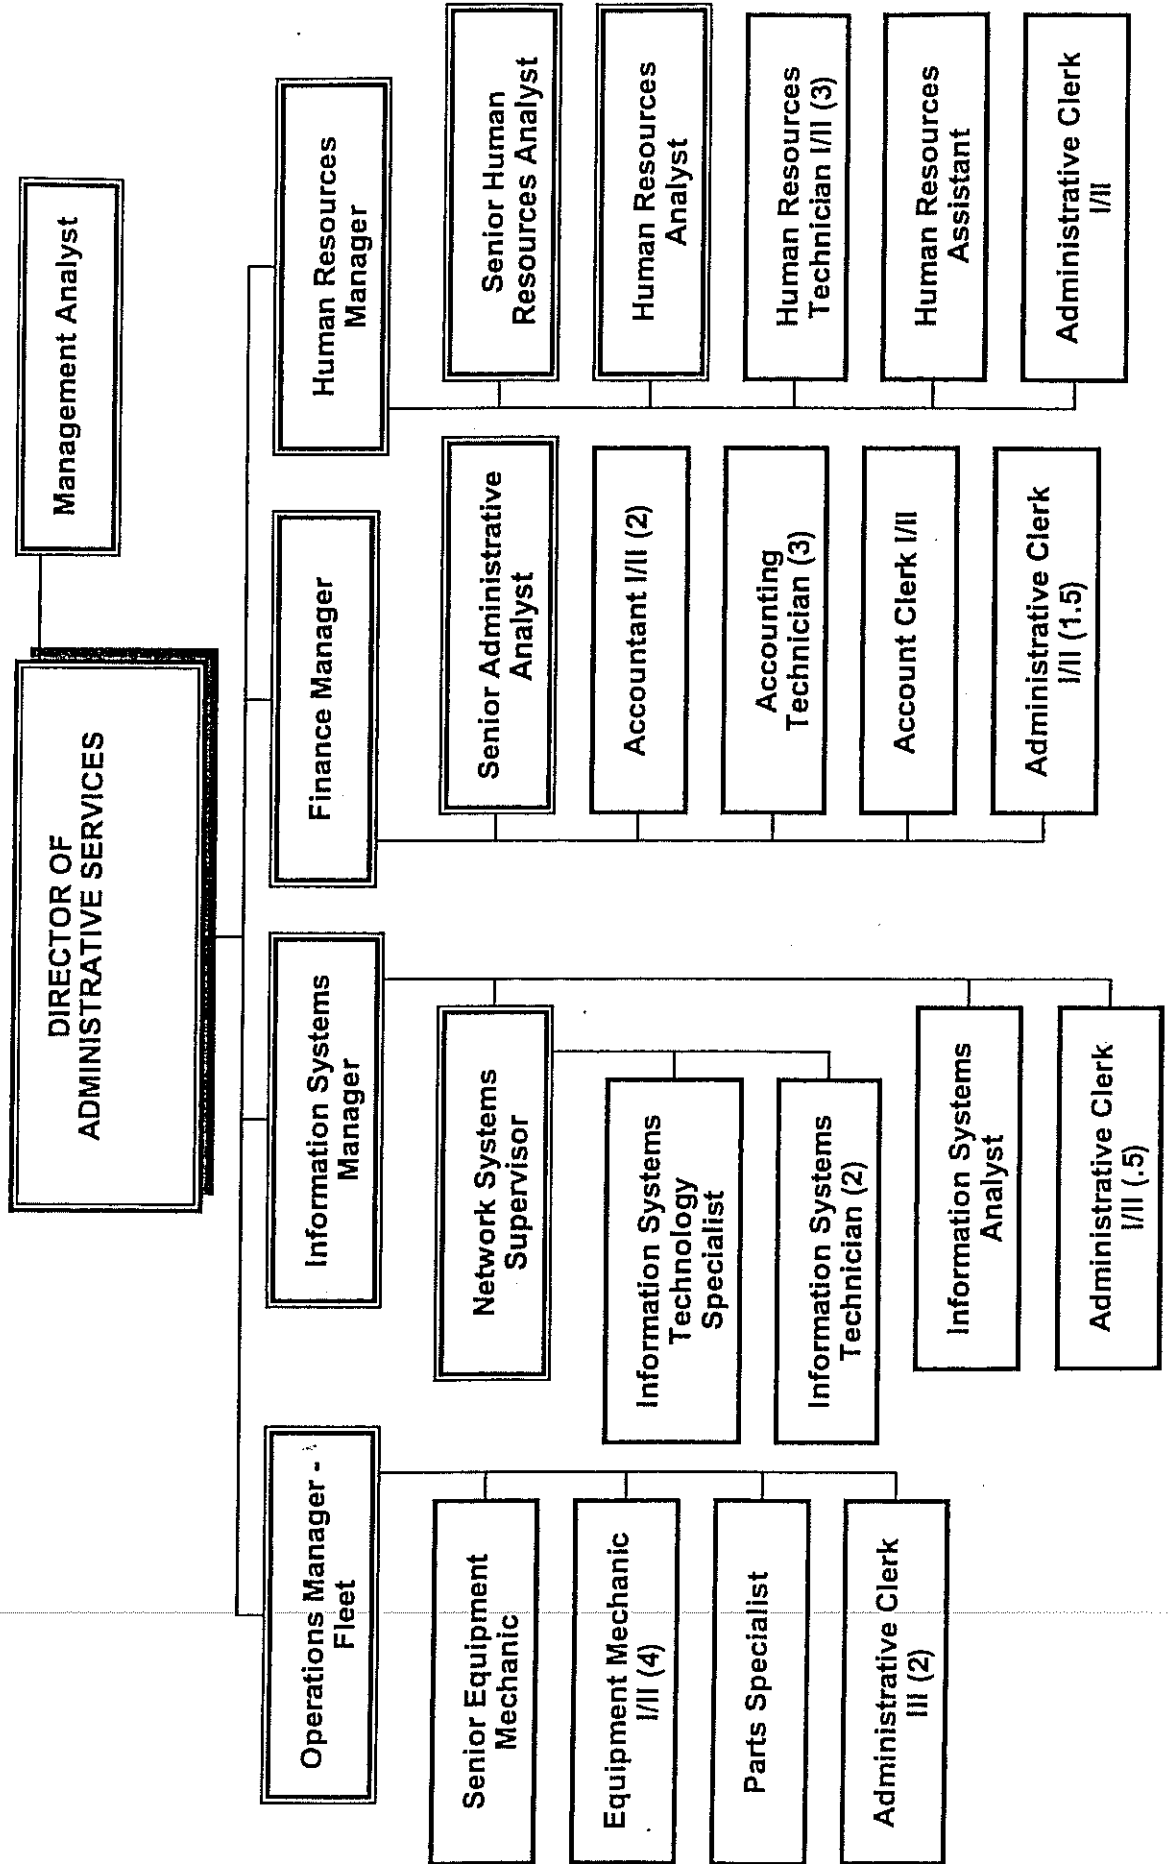 DIRECTOR OF
ADMINISTRATIVE SERVICES
Management Analyst
Operations Manager -
Fleet
Senior Equipment
Mechanic
Equipment Mechanic
I/II (4)
Parts Specialist
Administrative Clerk
III (2)
Information Systems
Manager
Network Systems
Supervisor
Information Systems
Technology
Specialist
Information Systems
Technician (2)
Information Systems
Analyst
Administrative Clerk
I/II (.5)
Finance Manager
Senior Administrative
Analyst
Accountant I/II (2)
Accounting
Technician (3)
Account Clerk I/II
Administrative Clerk
I/II (1.5)
Human Resources
Manager
Senior Human
Resources Analyst
Human Resources
Analyst
Human Resources
Technician I/II (3)
Human Resources
Assistant
Administrative Clerk
I/II